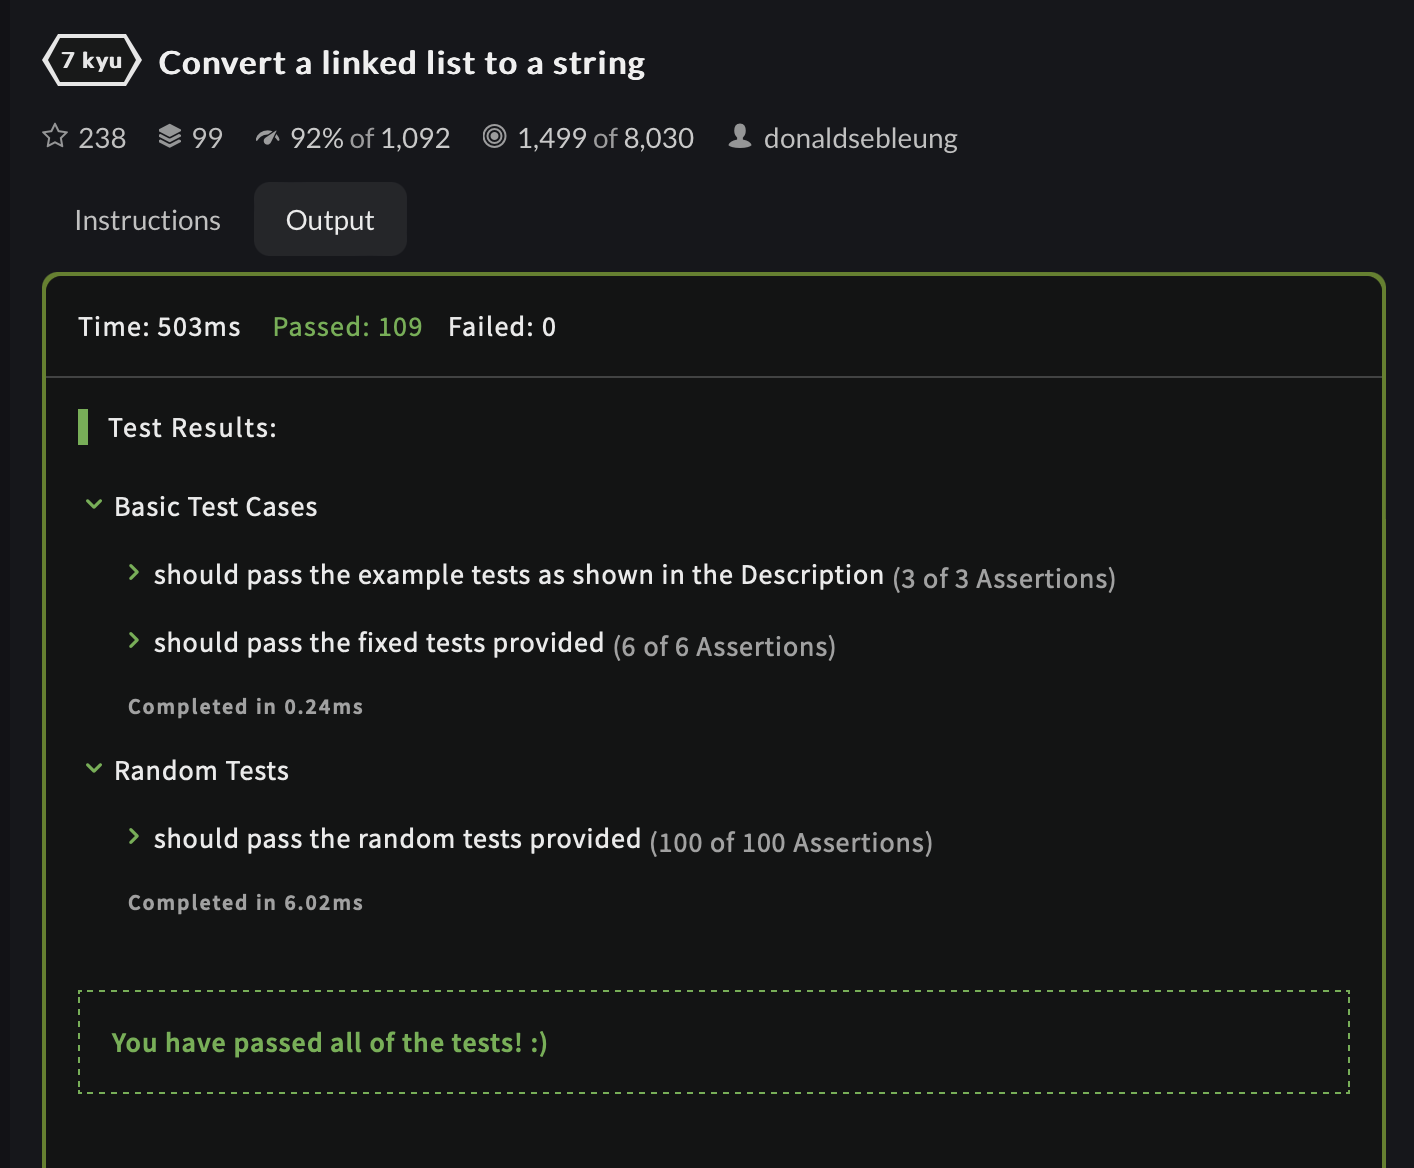 7 kyu Convert a linked list to a string
238 99 92% of 1,092 1,499 of 8,030 donaldsebleung
Instructions Output
Time: 503ms Passed: 109 Failed: 0
Test Results:
Basic Test Cases
should pass the example tests as shown in the Description (3 of 3 Assertions)
should pass the fixed tests provided (6 of 6 Assertions)
Completed in 0.24ms
Random Tests
should pass the random tests provided (100 of 100 Assertions)
Completed in 6.02ms
You have passed all of the tests! :)